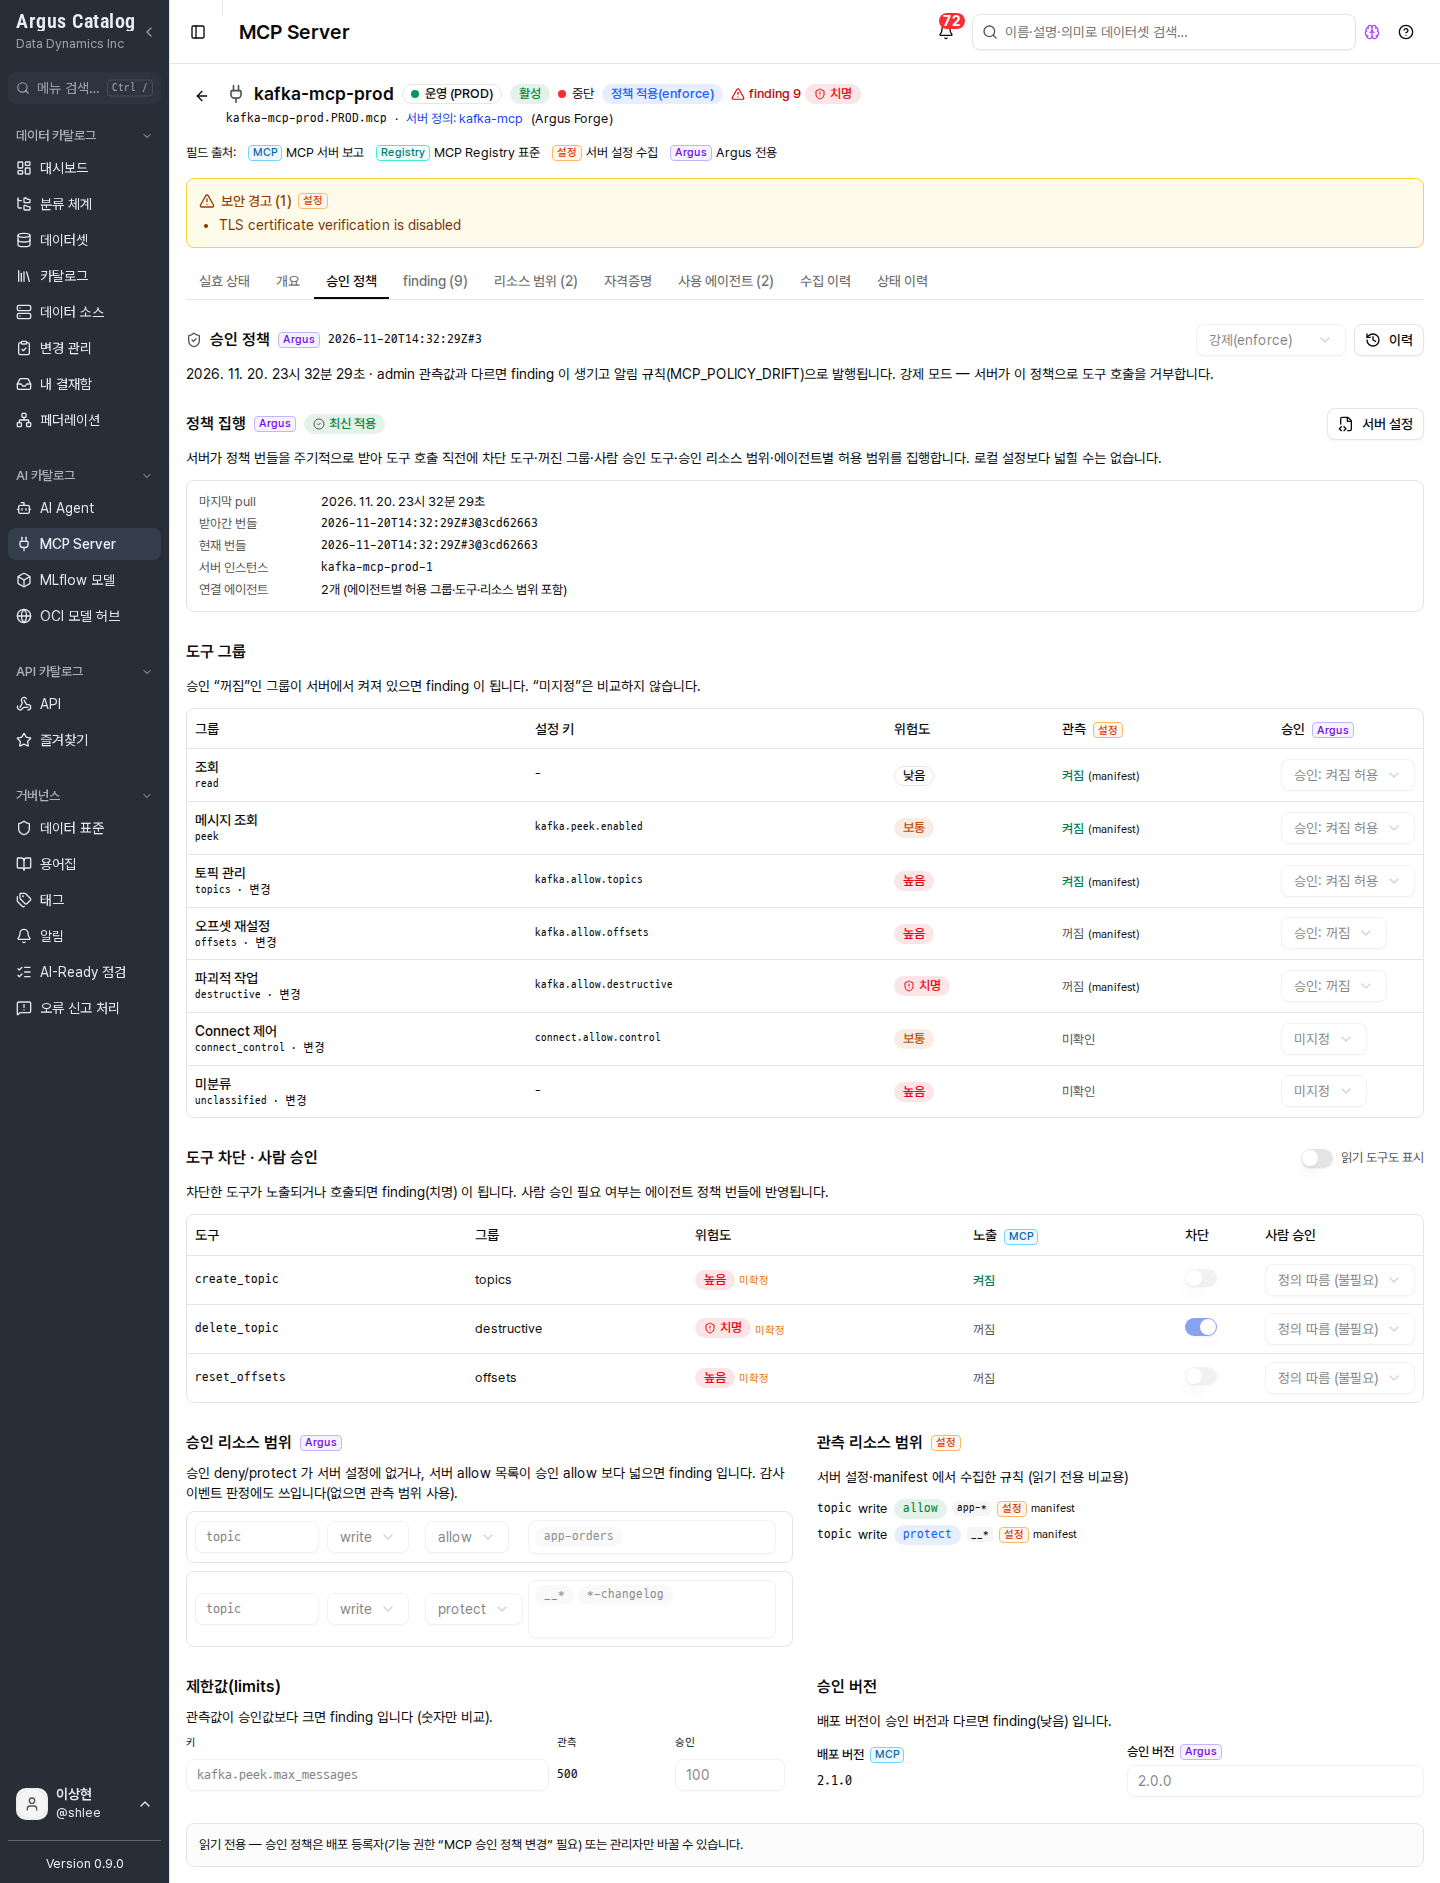 Argus Catalog
Data Dynamics Inc
메뉴 검색... Ctrl /
데이터 카탈로그
대시보드
분류 체계
데이터셋
카탈로그
데이터 소스
변경 관리
내 결재함
페더레이션
AI 카탈로그
AI Agent
MCP Server
MLflow 모델
OCI 모델 허브
API 카탈로그
API
즐겨찾기
거버넌스
데이터 표준
용어집
태그
알림
AI-Ready 점검
오류 신고 처리
이상현
@shlee
Version 0.9.0
MCP Server
72
이름·설명·의미로 데이터셋 검색...
kafka-mcp-prod 운영 (PROD) 활성 중단 정책 적용(enforce) finding 9 치명
kafka-mcp-prod.PROD.mcp · 서버 정의: kafka-mcp (Argus Forge)
필드 출처: MCP MCP 서버 보고 Registry MCP Registry 표준 설정 서버 설정 수집 Argus Argus 전용
보안 경고 (1) 설정
• TLS certificate verification is disabled
실효 상태 개요 승인 정책 finding (9) 리소스 범위 (2) 자격증명 사용 에이전트 (2) 수집 이력 상태 이력
승인 정책 Argus 2026-11-20T14:32:29Z#3 강제(enforce) 이력
2026. 11. 20. 23시 32분 29초 · admin 관측값과 다르면 finding 이 생기고 알림 규칙(MCP_POLICY_DRIFT)으로 발행됩니다. 강제 모드 — 서버가 이 정책으로 도구 호출을 거부합니다.
정책 집행 Argus 최신 적용 서버 설정
서버가 정책 번들을 주기적으로 받아 도구 호출 직전에 차단 도구·꺼진 그룹·사람 승인 도구·승인 리소스 범위·에이전트별 허용 범위를 집행합니다. 로컬 설정보다 넓힐 수는 없습니다.
마지막 pull 2026. 11. 20. 23시 32분 29초
받아간 번들 2026-11-20T14:32:29Z#3@3cd62663
현재 번들 2026-11-20T14:32:29Z#3@3cd62663
서버 인스턴스 kafka-mcp-prod-1
연결 에이전트 2개 (에이전트별 허용 그룹·도구·리소스 범위 포함)
도구 그룹
승인 “꺼짐”인 그룹이 서버에서 켜져 있으면 finding 이 됩니다. “미지정”은 비교하지 않습니다.
그룹 설정 키 위험도 관측 설정 승인 Argus
조회 - 낮음 켜짐 (manifest) 승인: 켜짐 허용
read
메시지 조회 kafka.peek.enabled 보통 켜짐 (manifest) 승인: 켜짐 허용
peek
토픽 관리 kafka.allow.topics 높음 켜짐 (manifest) 승인: 켜짐 허용
topics · 변경
오프셋 재설정 kafka.allow.offsets 높음 꺼짐 (manifest) 승인: 꺼짐
offsets · 변경
파괴적 작업 kafka.allow.destructive 치명 꺼짐 (manifest) 승인: 꺼짐
destructive · 변경
Connect 제어 connect.allow.control 보통 미확인 미지정
connect_control · 변경
미분류 - 높음 미확인 미지정
unclassified · 변경
도구 차단 · 사람 승인 읽기 도구도 표시
차단한 도구가 노출되거나 호출되면 finding(치명) 이 됩니다. 사람 승인 필요 여부는 에이전트 정책 번들에 반영됩니다.
도구 그룹 위험도 노출 MCP 차단 사람 승인
create_topic topics 높음 미확정 켜짐 정의 따름 (불필요)
delete_topic destructive 치명 미확정 꺼짐 정의 따름 (불필요)
reset_offsets offsets 높음 미확정 꺼짐 정의 따름 (불필요)
승인 리소스 범위 Argus
승인 deny/protect 가 서버 설정에 없거나, 서버 allow 목록이 승인 allow 보다 넓으면 finding 입니다. 감사
이벤트 판정에도 쓰입니다(없으면 관측 범위 사용).
topic write allow app-orders
topic write protect __* *-changelog
관측 리소스 범위 설정
서버 설정·manifest 에서 수집한 규칙 (읽기 전용 비교용)
topic write allow app-* 설정 manifest
topic write protect __* 설정 manifest
제한값(limits)
관측값이 승인값보다 크면 finding 입니다 (숫자만 비교).
키 관측 승인
kafka.peek.max_messages 500 100
승인 버전
배포 버전이 승인 버전과 다르면 finding(낮음) 입니다.
배포 버전 MCP 승인 버전 Argus
2.1.0 2.0.0
읽기 전용 — 승인 정책은 배포 등록자(기능 권한 “MCP 승인 정책 변경” 필요) 또는 관리자만 바꿀 수 있습니다.